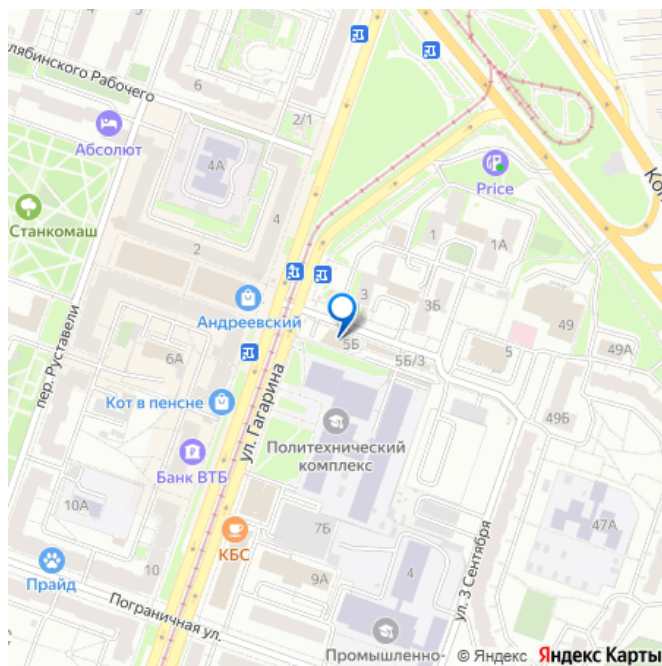 лябинского Рабочего
6
2/1
Абсолют
4А
Price
Станкомаш
4
1
1А
2
3
3Б
49
Андреевский
5Б
5Б/3
5
49А
пер. Руставели
6А
Кот в пенсне
ул. Гагарина
49Б
Политехнический
комплекс
Банк ВТБ
10А
7Б
47А
КБС
10
9А
4
ул. 3 Сентября
Прайд
Пограничная ул.
Промышленно-
© Яндекс Яндекс Карты